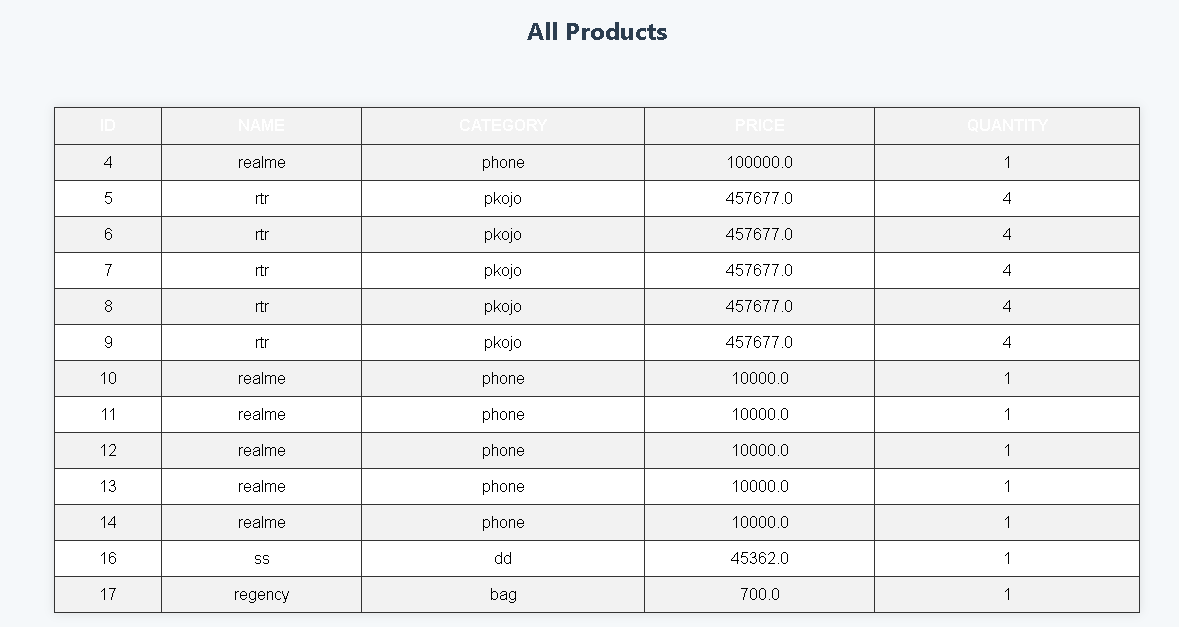 All Products
ID NAME CATEGORY PRICE QUANTITY
4 realme phone 100000.0 1
5 rtr pkojo 457677.0 4
6 rtr pkojo 457677.0 4
7 rtr pkojo 457677.0 4
8 rtr pkojo 457677.0 4
9 rtr pkojo 457677.0 4
10 realme phone 10000.0 1
11 realme phone 10000.0 1
12 realme phone 10000.0 1
13 realme phone 10000.0 1
14 realme phone 10000.0 1
16 ss dd 45362.0 1
17 regency bag 700.0 1